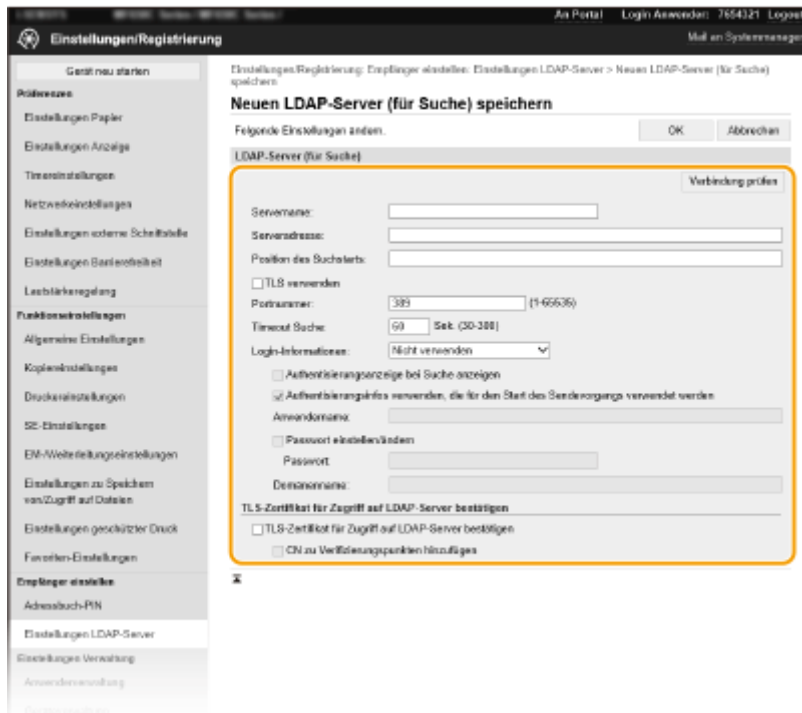 An Portal Login Anwender: 7654321 Logout
Einstellungen/Registrierung
Mail an Systemmanager
Gerät neu starten
Präferenzen
Einstellungen Papier
Einstellungen Anzeige
Timereinstellungen
Netzwerkeinstellungen
Einstellungen externe Schnittstelle
Einstellungen Barrierefreiheit
Lautstärkeregelung
Funktionseinstellungen
Allgemeine Einstellungen
Kopiereinstellungen
Druckereinstellungen
SE-Einstellungen
EM-/Weiterleitungseinstellungen
Einstellungen zu Speichern
von/Zugriff auf Dateien
Einstellungen geschützter Druck
Favoriten-Einstellungen
Empfänger einstellen
Adressbuch-PIN
Einstellungen LDAP-Server
Einstellungen Verwaltung
Anwenderverwaltung
Einstellungen/Registrierung: Empfänger einstellen: Einstellungen LDAP-Server > Neuen LDAP-Server (für Suche)
speichern
Neuen LDAP-Server (für Suche) speichern
Folgende Einstellungen ändern.
OK
Abbrechen
LDAP-Server (für Suche)
Verbindung prüfen
Servername:
Serveradresse:
Position des Suchstarts:
TLS verwenden
Portnummer: 389 (1-65535)
Timeout Suche: 60 Sek. (30-300)
Login-Informationen: Nicht verwenden
Authentisierungsanzeige bei Suche anzeigen
Authentisierungsinfos verwenden, die für den Start des Sendevorgangs verwendet werden
Anwendername:
Passwort einstellen/ändern
Passwort:
Domänenname:
TLS-Zertifikat für Zugriff auf LDAP-Server bestätigen
TLS-Zertifikat für Zugriff auf LDAP-Server bestätigen
CN zu Verifizierungspunkten hinzufügen